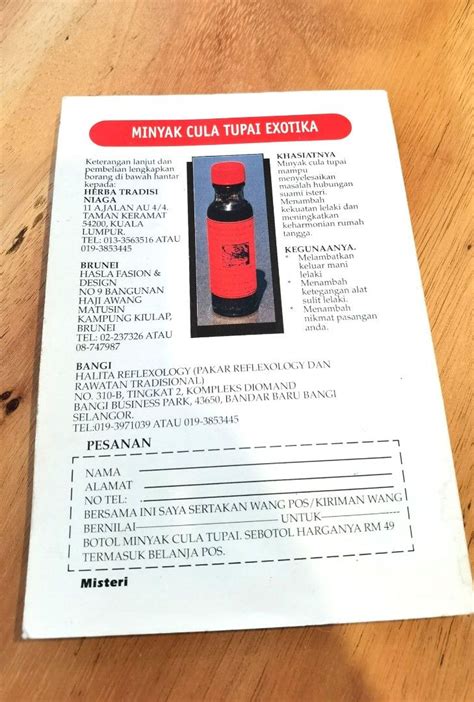 MINYAK CULA TUPAI EXOTIKA
Keterangan lanjut dan
pembelian lengkapkan
borang di bawah hantar
kepada:
HERBA TRADISI
NIAGA
11 A,JALAN AU 4/4.
TAMAN KERAMAT
54200, KUALA
LUMPUR.
TEL: 013-3563516 ATAU
019-3853445
BRUNEI
HASLA FASION &
DESIGN
NO 9 BANGUNAN
HAJI AWANG
MATUSIN
KAMPUNG KIULAP,
BRUNEI
TEL: 02-237326 ATAU
08-747987
KHASIATNYA
Minyak cula tupai
mampu
menyelesaikan
masalah hubungan
suami isteri.
Menambah
kekuatan lelaki dan
meningkatkan
keharmonian rumah
tangga.
KEGUNAANYA.
* Melambatkan
keluar mani
lelaki
* Menambah
ketegangan alat
sulit lelaki.
* Menambah
nikmat pasangan
anda.
BANGI
HALITA REFLEXOLOGY (PAKAR REFLEXOLOGY DAN
RAWATAN TRADISIONAL)
NO. 310-B, TINGKAT 2, KOMPLEKS DIOMAND
BANGI BUSINESS PARK, 43650, BANDAR BARU BANGI
SELANGOR.
TEL:019-3971039 ATAU 019-3853445
PESANAN
NAMA
ALAMAT
NO TEL:
BERSAMA INI SAYA SERTAKAN WANG POS/KIRIMAN WANG
BERNILAI UNTUK
BOTOL MINYAK CULA TUPAI. SEBOTOL HARGANYA RM 49
TERMASUK BELANJA POS.
Misteri